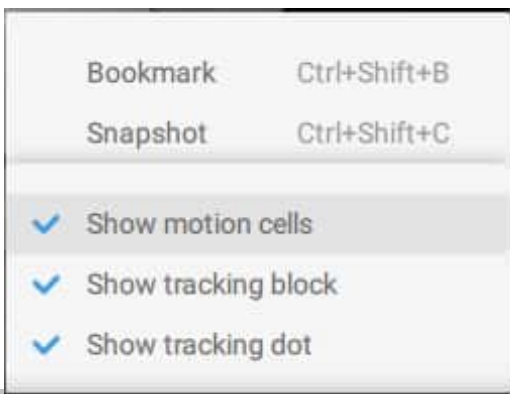 Bookmark Ctrl+Shift+B
Snapshot Ctrl+Shift+C
Show motion cells
Show tracking block
Show tracking dot